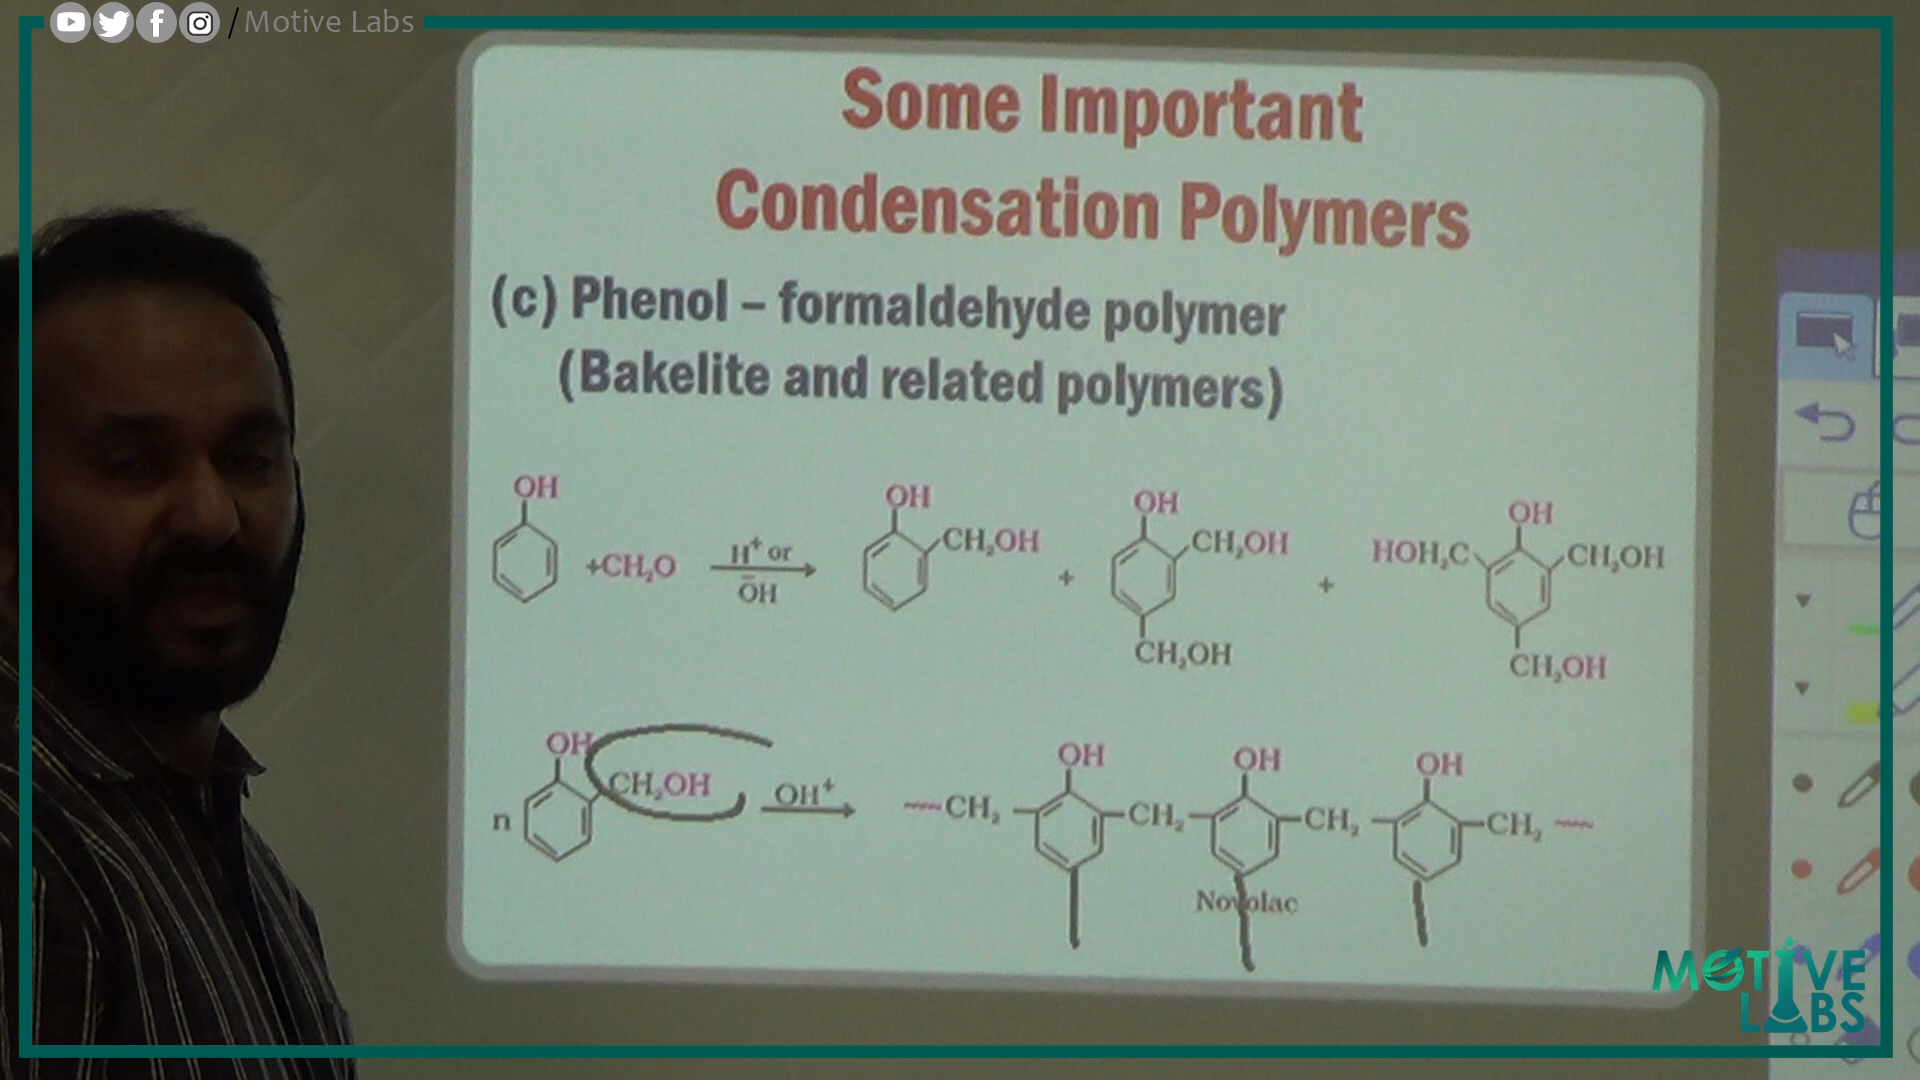 / Motive Labs
Some Important
Condensation Polymers
(c) Phenol – formaldehyde polymer
(Bakelite and related polymers)
OH
+CH₂O
H⁺ or
O̅H
OH
CH₂OH
+
OH
CH₂OH
CH₂OH
+
OH
HOH₂C
CH₂OH
CH₂OH
n
OH
CH₂OH
OH⁺
CH₂
OH
CH₂
OH
CH₂
OH
CH₂
Novolac
MOTIVE
LABS